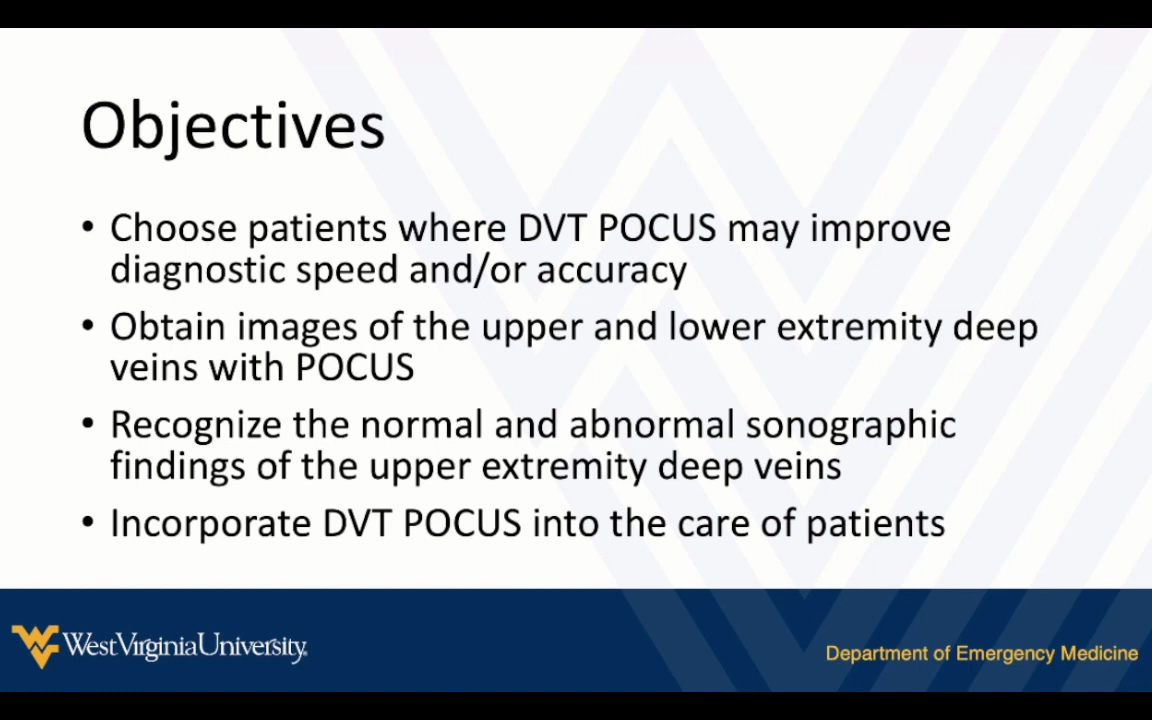 Objectives
• Choose patients where DVT POCUS may improve
diagnostic speed and/or accuracy
• Obtain images of the upper and lower extremity deep
veins with POCUS
• Recognize the normal and abnormal sonographic
findings of the upper extremity deep veins
• Incorporate DVT POCUS into the care of patients
WestVirginiaUniversity.
Department of Emergency Medicine